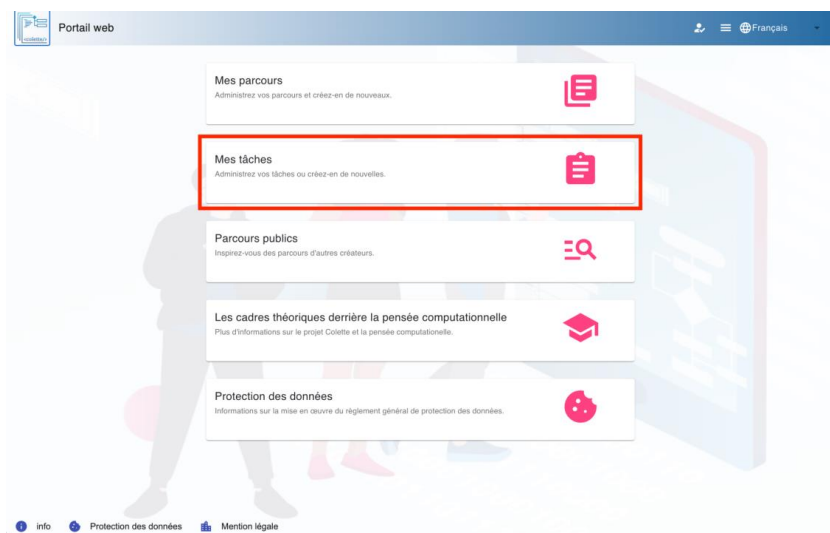 <colette/>
Portail web
Français
Mes parcours
Administrez vos parcours et créez-en de nouveaux.
Mes tâches
Administrez vos tâches ou créez-en de nouvelles.
Parcours publics
Inspirez-vous des parcours d'autres créateurs.
Les cadres théoriques derrière la pensée computationnelle
Plus d'informations sur le projet Colette et la pensée computationelle.
Protection des données
Informations sur la mise en œuvre du règlement général de protection des données.
info
Protection des données
Mention légale